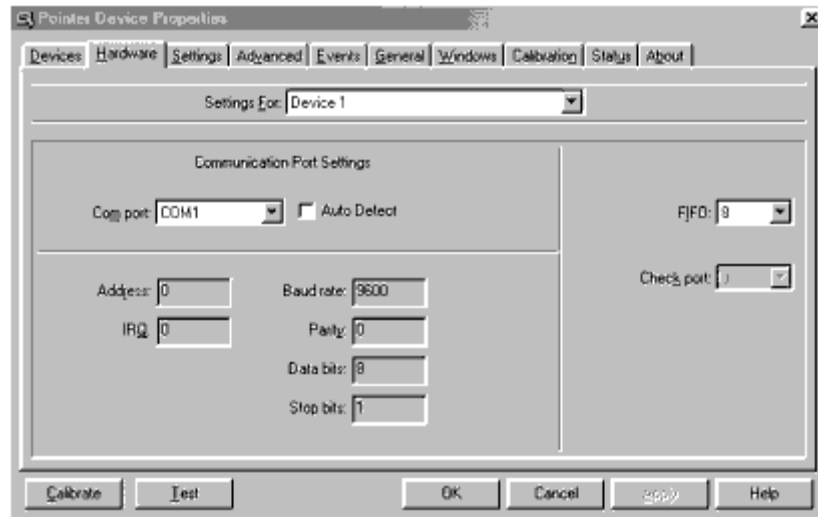 Pointer Device Properties
Devices Hardware Settings Advanced Events General Windows Calibration Status About
Settings For: Device 1
Communication Port Settings
Com port: COM1 Auto Detect FIFO: 8
Address: 0 Baud rate: 9600 Check port:
IRQ: 0 Parity: 0
Data bits: 8
Stop bits: 1
Calibrate Test OK Cancel Apply Help